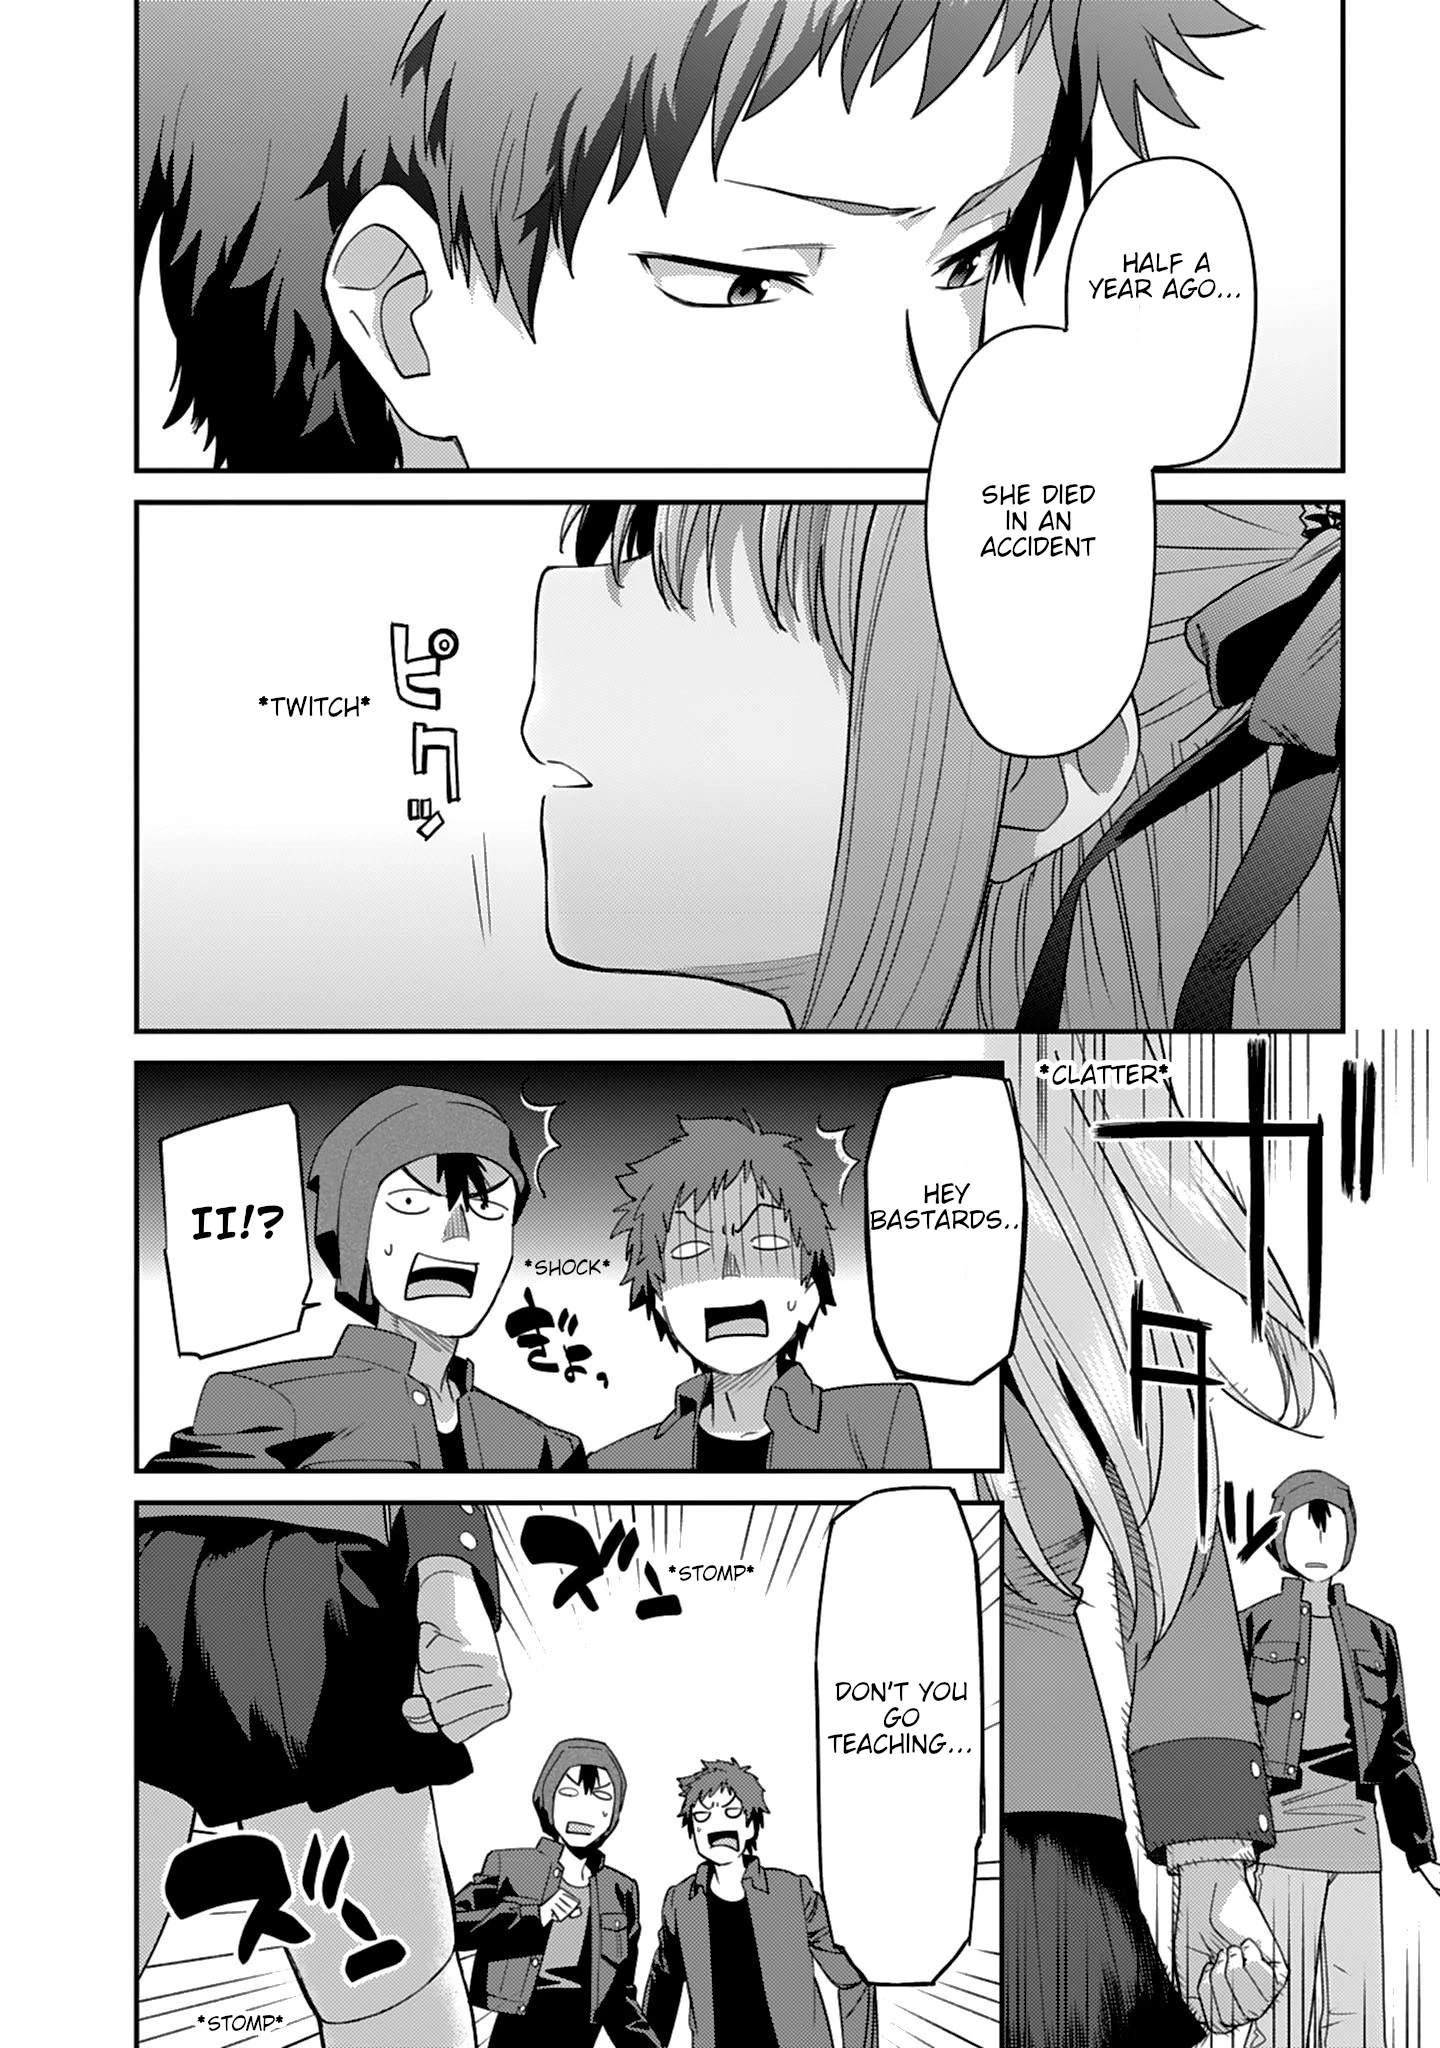 HALF A
YEAR AGO...
SHE DIED
IN AN
ACCIDENT
ピクッ
*TWITCH*
*CLATTER*
ガタッ
HEY
BASTARDS..
*SHOCK*
ぎょっ
II!?
DON'T YOU
GO
TEACHING...
*STOMP*
ズン
ズン
*STOMP*